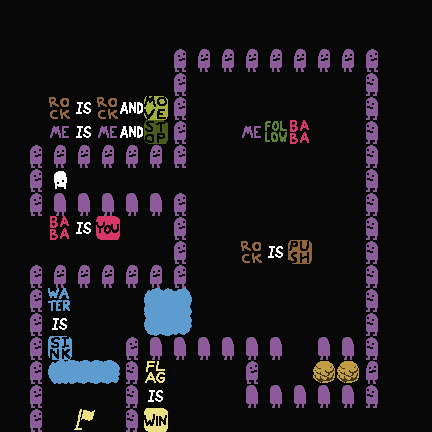 ROCK IS ROCK AND MOVE
ME IS ME AND STOP
ME FOLLOW BABA
BABA IS YOU
ROCK IS PUSH
WATER IS SINK
FLAG IS WIN